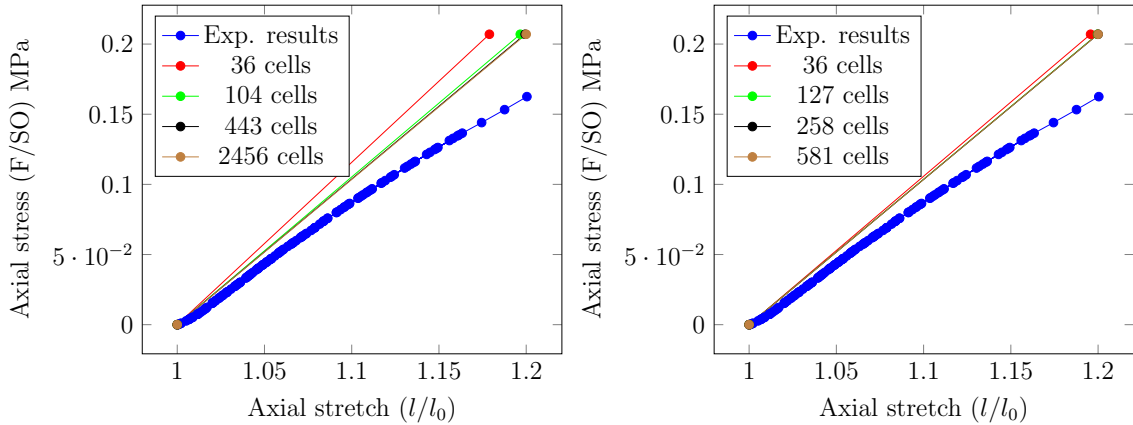 Exp. results
36 cells
104 cells
443 cells
2456 cells
0.2
0.15
0.1
5 · 10⁻²
0
Axial stress (F/SO) MPa
1
1.05
1.1
1.15
1.2
Axial stretch (l/l₀)
Exp. results
36 cells
127 cells
258 cells
581 cells
0.2
0.15
0.1
5 · 10⁻²
0
Axial stress (F/SO) MPa
1
1.05
1.1
1.15
1.2
Axial stretch (l/l₀)